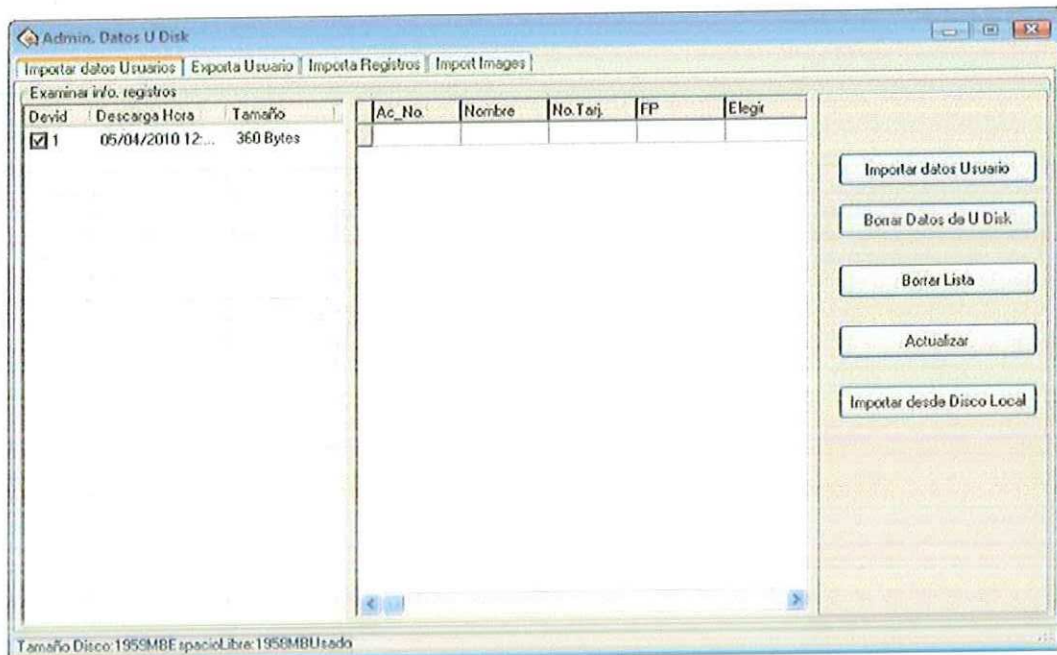 Admin. Datos U Disk
Importar datos Usuarios Exporta Usuario Importa Registros Import Images
Examinar info. registros
Devid Descarga Hora Tamaño Ac_No. Nombre No.Tarj. FP Elegir
1 05/04/2010 12:... 360 Bytes
Importar datos Usuario
Borrar Datos de U Disk
Borrar Lista
Actualizar
Importar desde Disco Local
Tamaño Disco:1959MBEspacioLibre:1958MBUsado